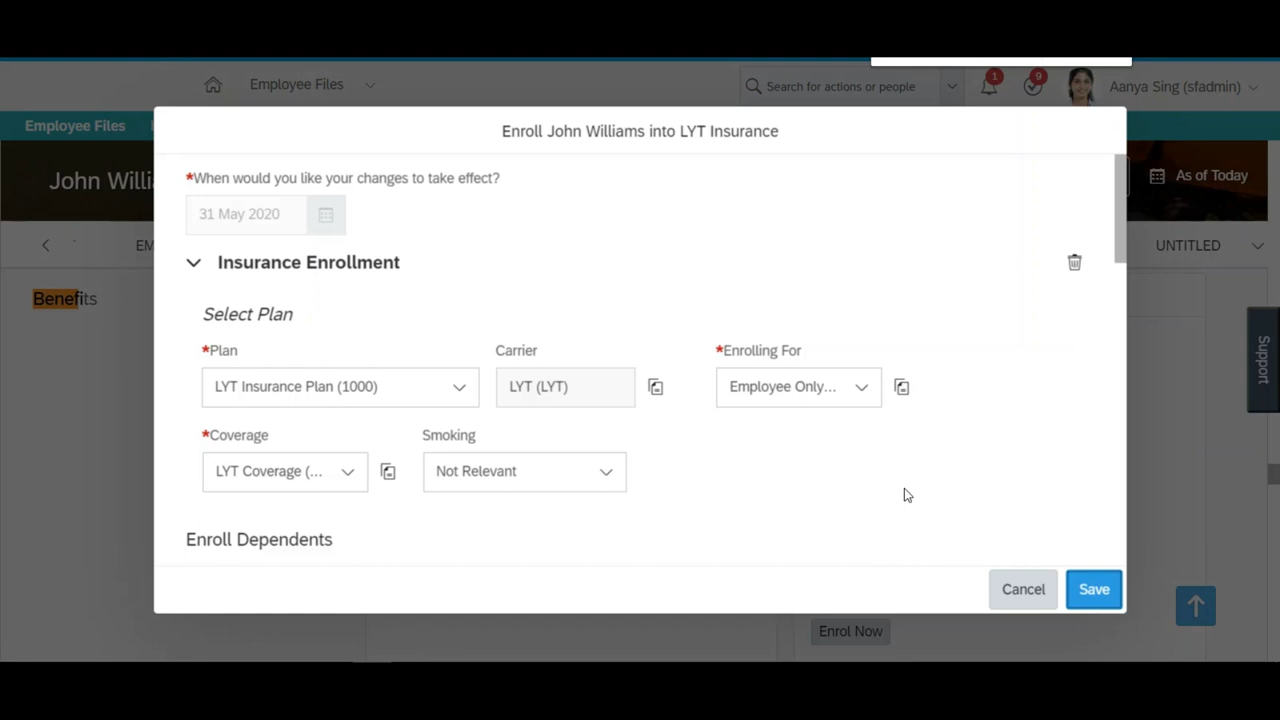 Employee Files
Search for actions or people
1
9
Aanya Sing (sfadmin)
Employee Files
Enroll John Williams into LYT Insurance
John Willi
As of Today
*When would you like your changes to take effect?
31 May 2020
EM
UNTITLED
Insurance Enrollment
Benefits
Select Plan
*Plan
Carrier
*Enrolling For
LYT Insurance Plan (1000)
LYT (LYT)
Employee Only...
Support
*Coverage
Smoking
LYT Coverage (...
Not Relevant
Enroll Dependents
Cancel
Save
Enrol Now